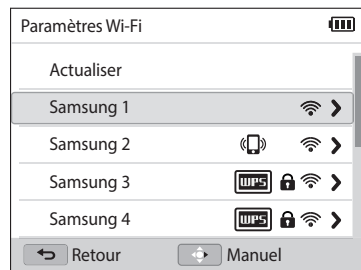 Paramètres Wi-Fi
Actualiser
Samsung 1
Samsung 2
Samsung 3 WPS
Samsung 4 WPS
Retour Manuel